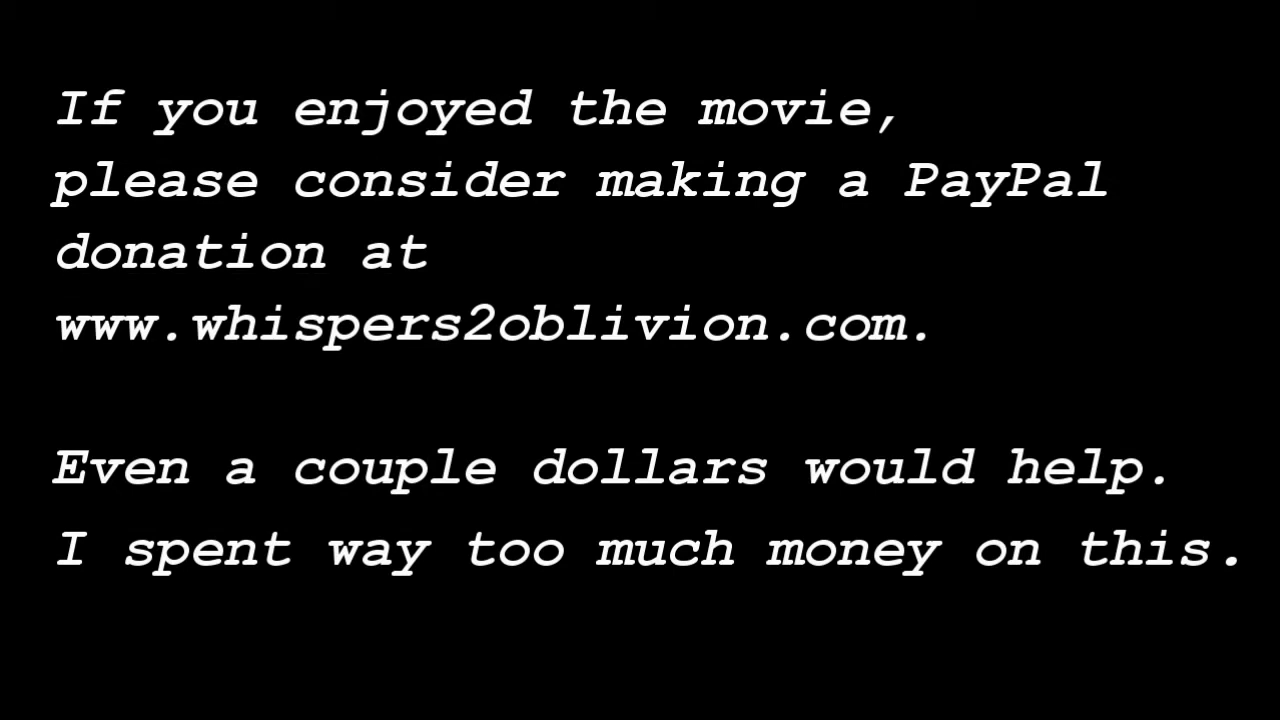 If you enjoyed the movie,
please consider making a PayPal
donation at
www.whispers2oblivion.com.
Even a couple dollars would help.
I spent way too much money on this.